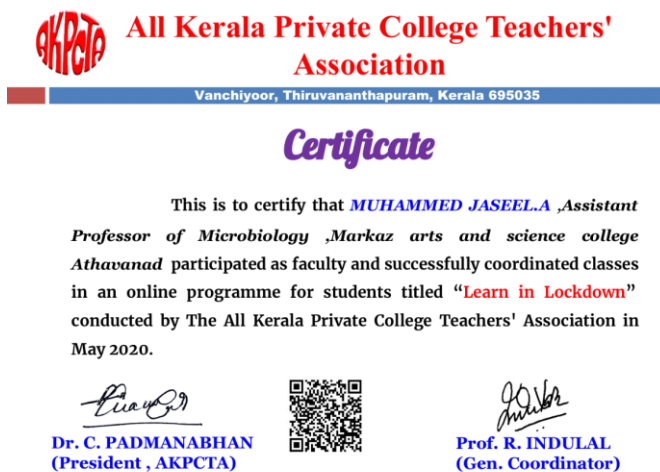 AKPCTA
All Kerala Private College Teachers'
Association
Vanchiyoor, Thiruvananthapuram, Kerala 695035
Certificate
This is to certify that MUHAMMED JASEEL.A ,Assistant
Professor of Microbiology ,Markaz arts and science college
Athavanad participated as faculty and successfully coordinated classes
in an online programme for students titled “Learn in Lockdown”
conducted by The All Kerala Private College Teachers' Association in
May 2020.
Dr. C. PADMANABHAN
(President , AKPCTA)
Prof. R. INDULAL
(Gen. Coordinator)